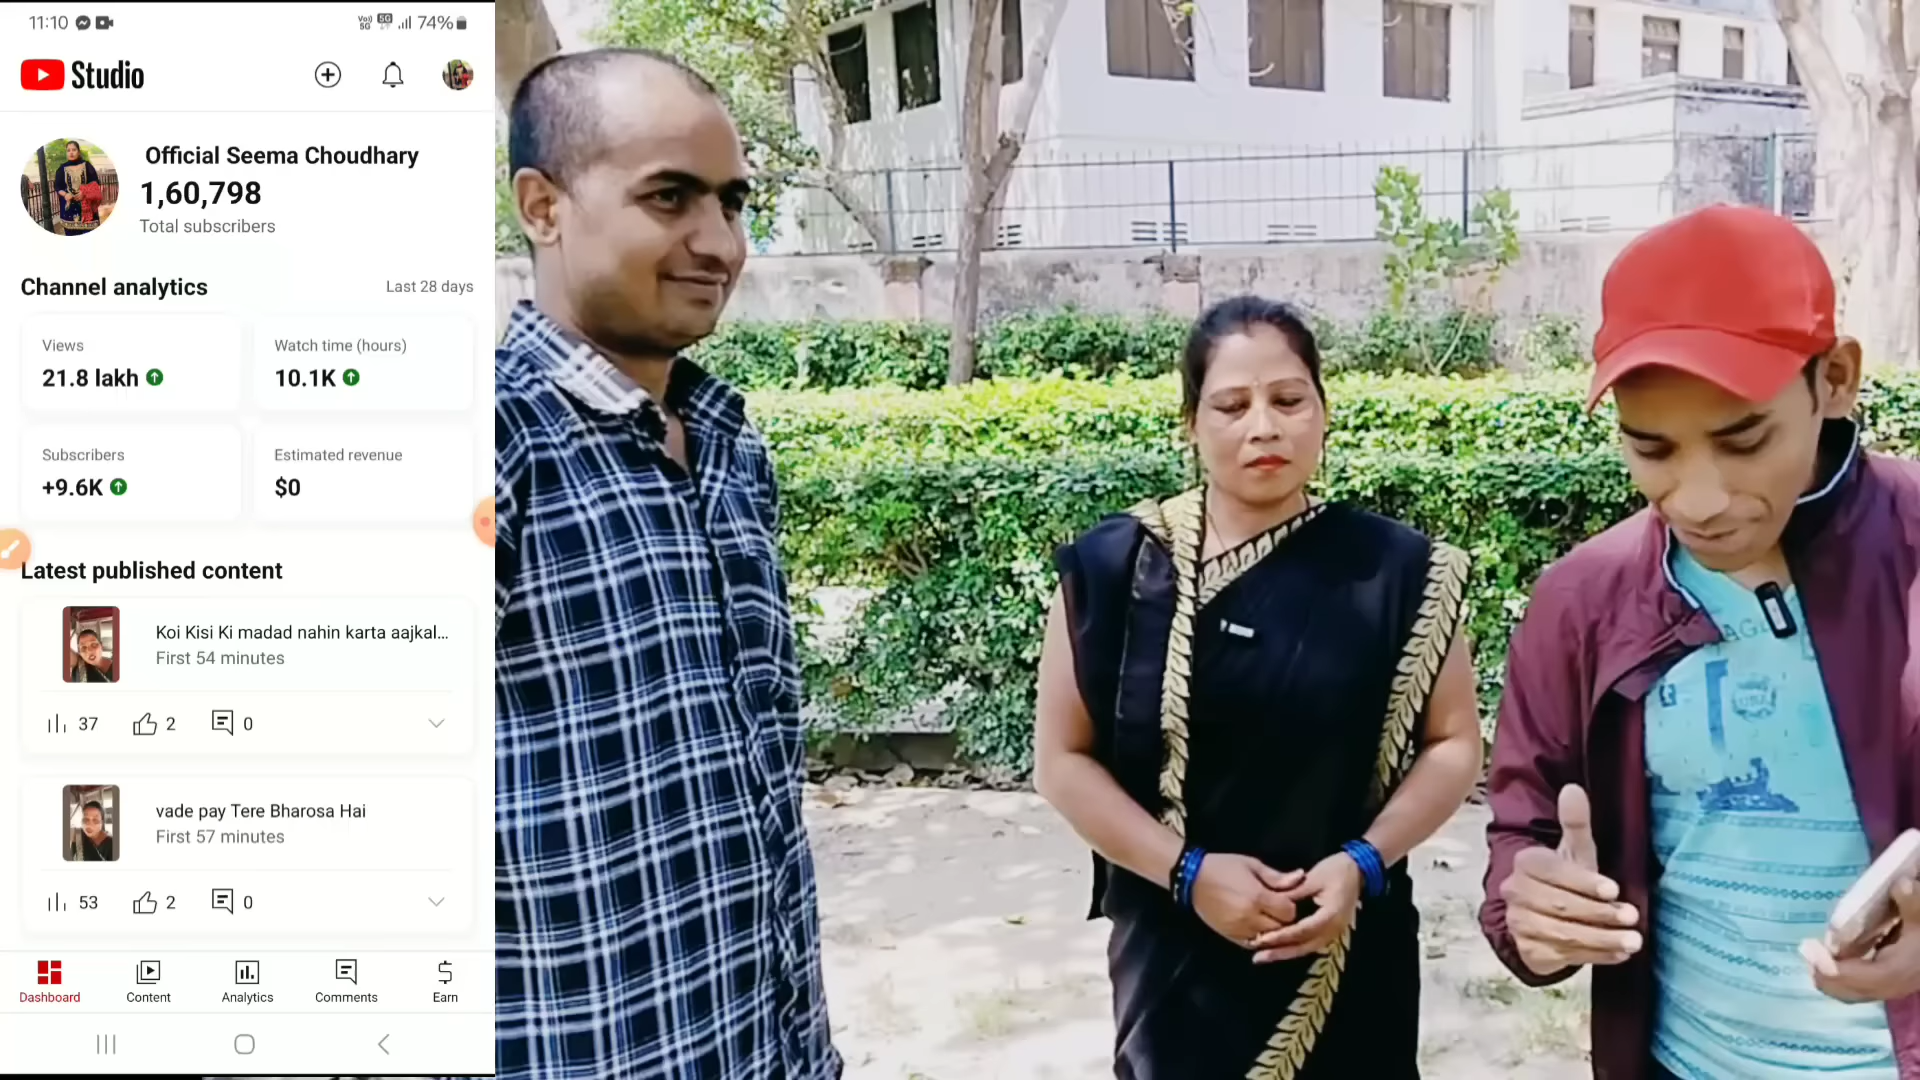 11:10 74%
Studio
Official Seema Choudhary
1,60,798
Total subscribers
Channel analytics Last 28 days
Views Watch time (hours)
21.8 lakh 10.1K
Subscribers Estimated revenue
+9.6K $0
Latest published content
Koi Kisi Ki madad nahin karta aajkal...
First 54 minutes
37 2 0
vade pay Tere Bharosa Hai
First 57 minutes
53 2 0
Dashboard Content Analytics Comments Earn